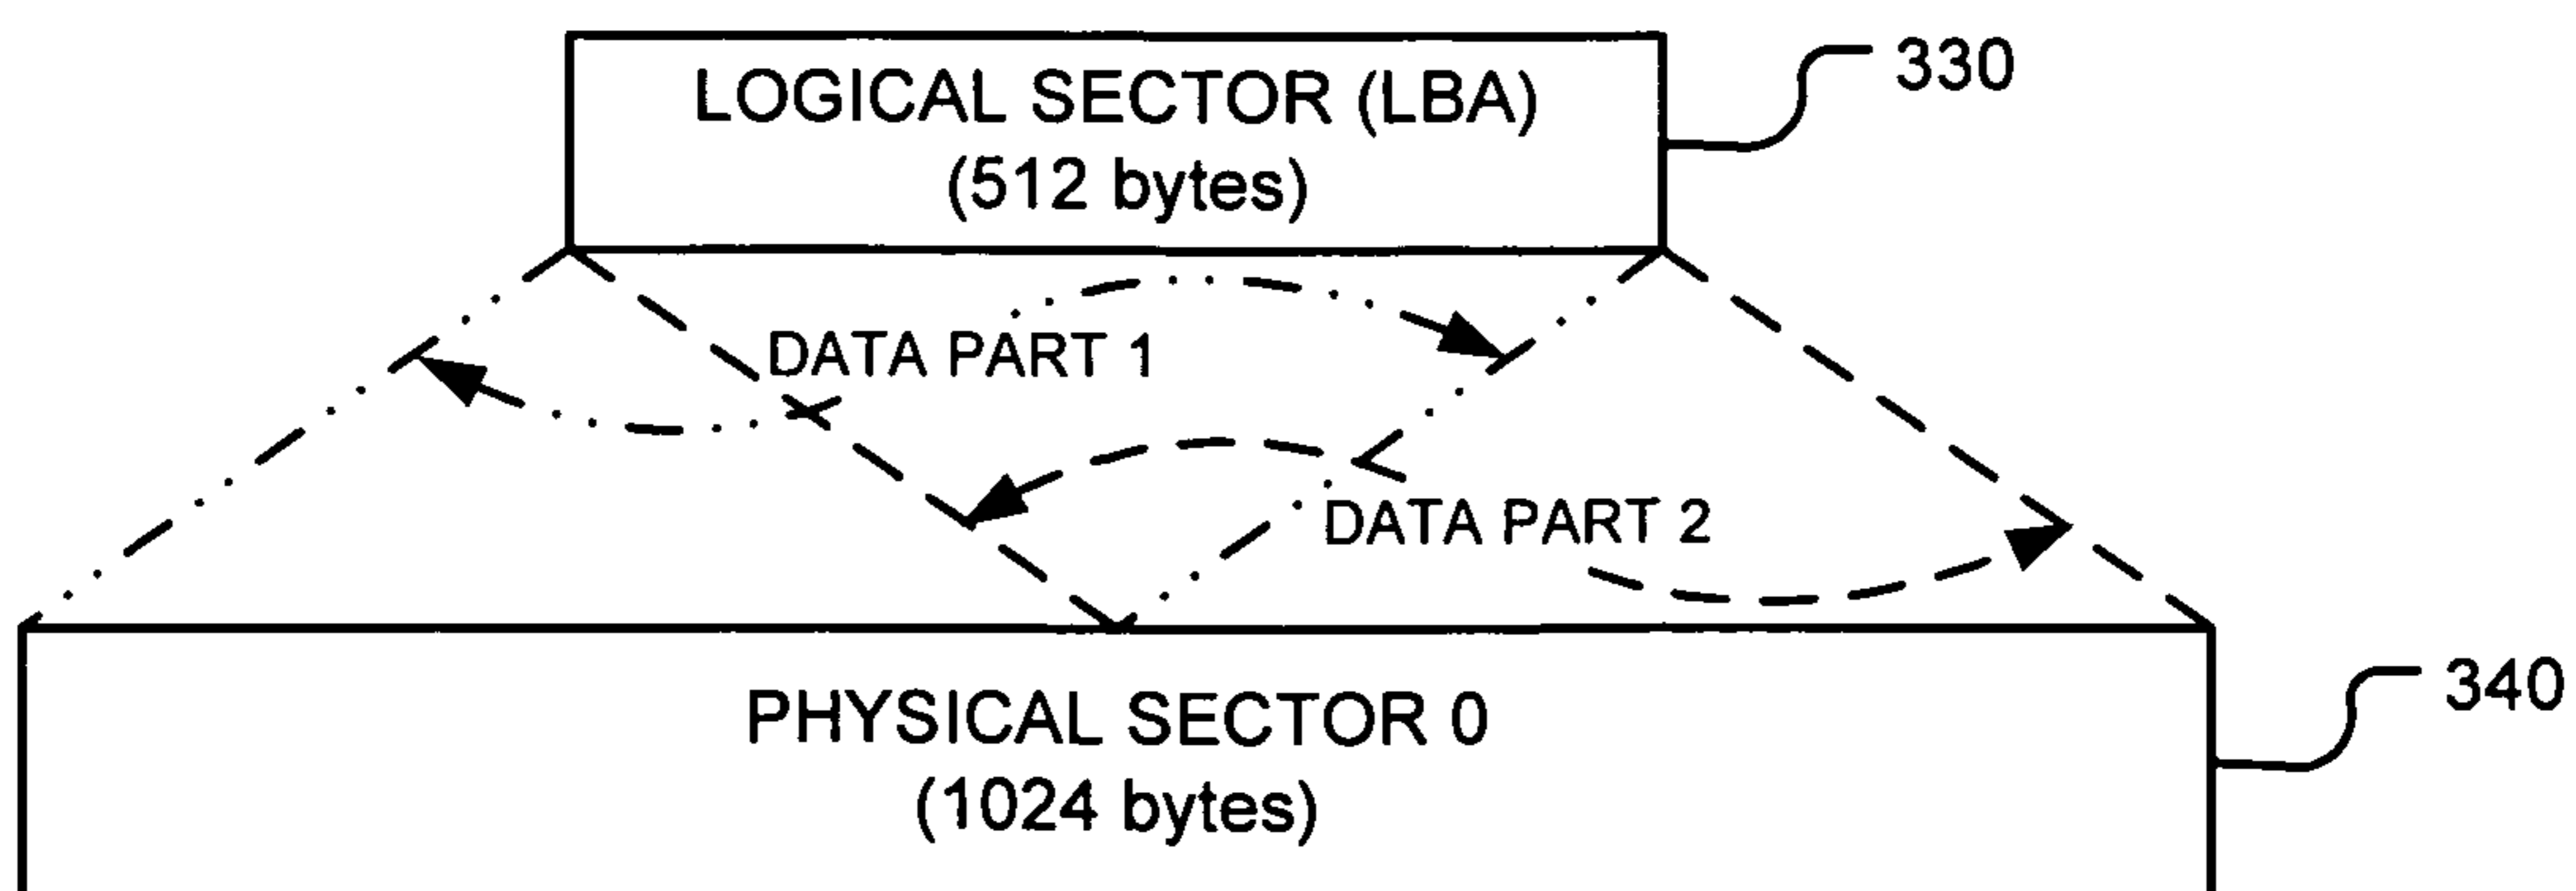 LOGICAL SECTOR (LBA)
(512 bytes)
330
DATA PART 1
DATA PART 2
PHYSICAL SECTOR 0
(1024 bytes)
340